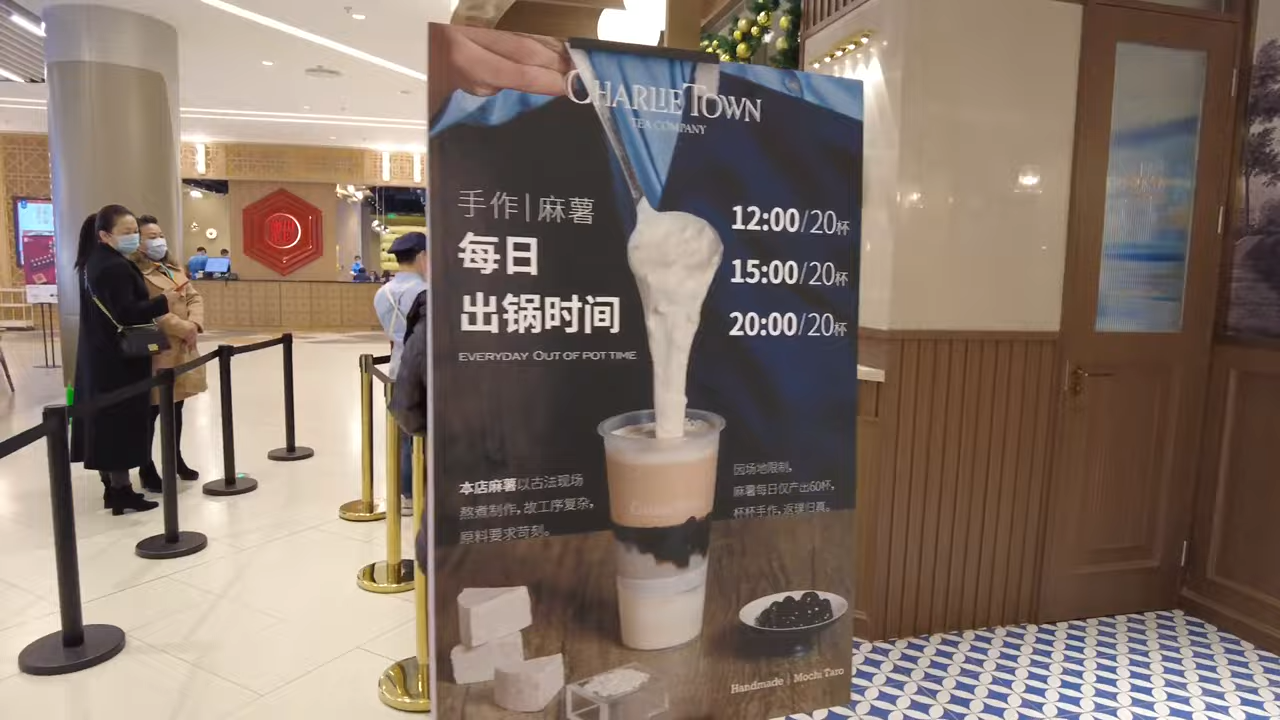 CHARLIE TOWN
TEA COMPANY
手作|麻薯
每日
出锅时间
EVERYDAY OUT OF POT TIME
12:00/20杯
15:00/20杯
20:00/20杯
本店麻薯以古法现场
熬煮制作，故工序复杂，
原料要求苛刻。
因场地限制，
麻薯每日仅产出60杯，
杯杯手作，返璞归真。
Handmade | Mochi Taro